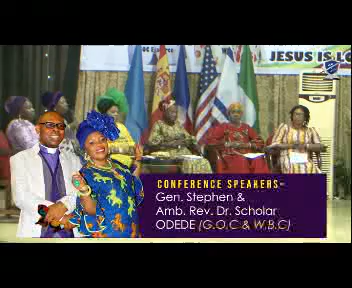 JESUS IS LO
CONFERENCE SPEAKERS-
Gen. Stephen &
Amb. Rev. Dr. Scholar
ODEDE (G.O.C & W.B.C)